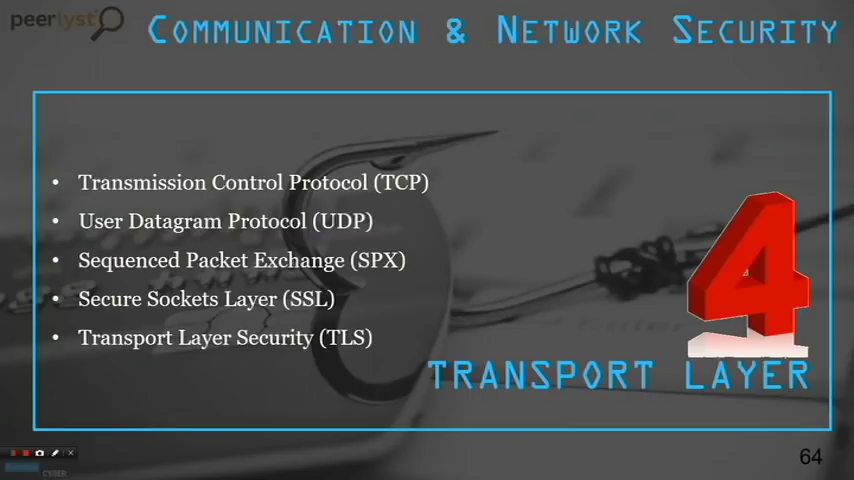 peerlyst
COMMUNICATION & NETWORK SECURITY
• Transmission Control Protocol (TCP)
• User Datagram Protocol (UDP)
• Sequenced Packet Exchange (SPX)
• Secure Sockets Layer (SSL)
• Transport Layer Security (TLS)
4
TRANSPORT LAYER
CYBER
64